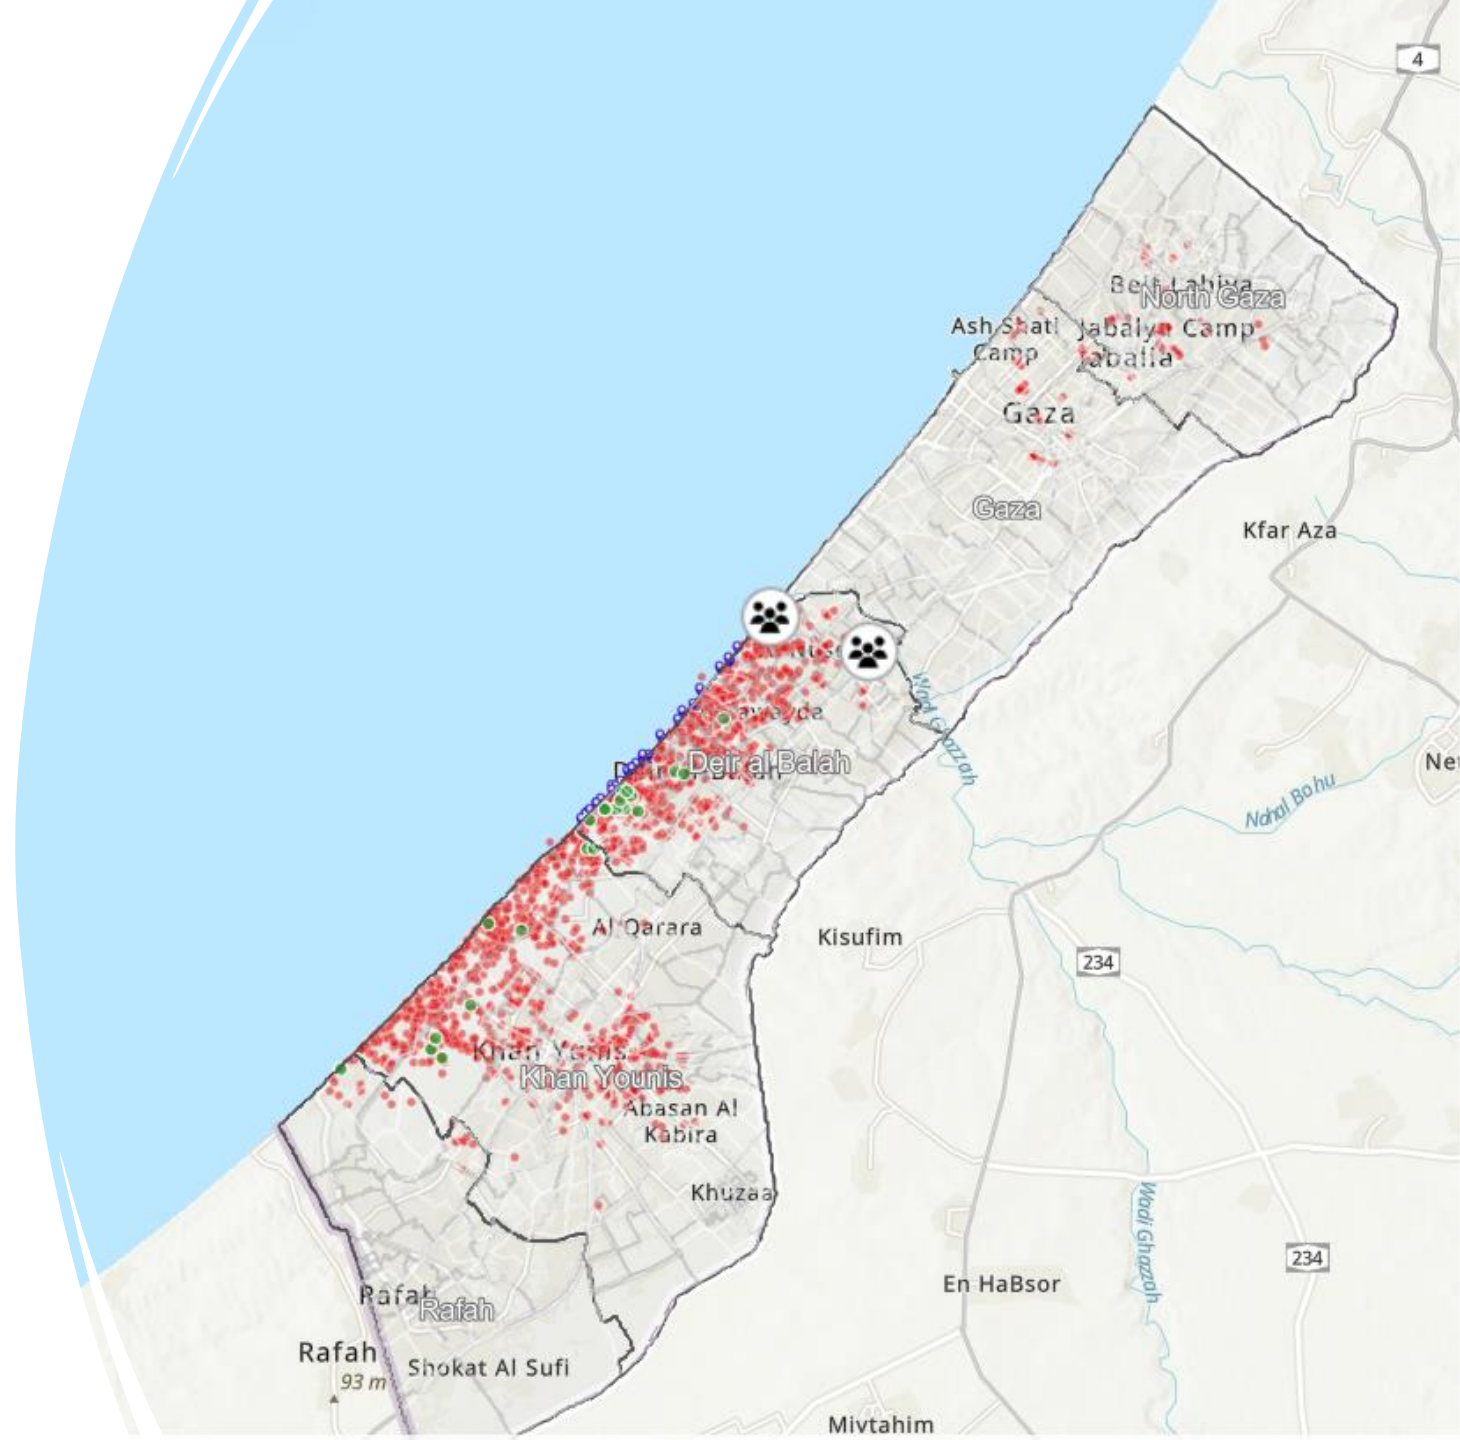 4
Beit Lahiya
North Gaza
Ash Shati
Camp
Jabalya Camp
Jabalia
Gaza
Gaza
Kfar Aza
Wadi Ghazzah
Deir al Balah
Nahal Bohu
Al Qarara
Kisufim
234
Khan Yunis
Khan Younis
Abasan Al
Kabira
Khuzaa
Wadi Ghazzah
234
En HaBsor
Rafah
Rafah
Rafah
93 m
Shokat Al Sufi
Mivtahim